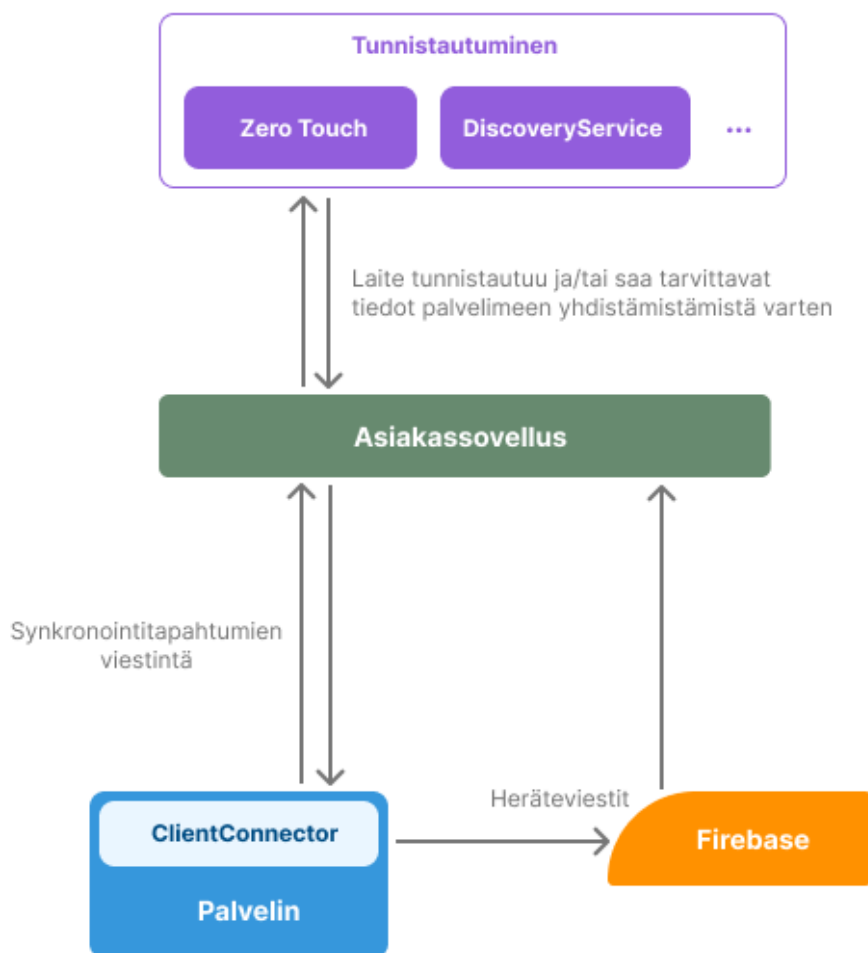 Tunnistautuminen
Zero Touch
DiscoveryService
...
Laite tunnistautuu ja/tai saa tarvittavat
tiedot palvelimeen yhdistämistämistä varten
Asiakassovellus
Synkronointitapahtumien
viestintä
Heräteviestit
ClientConnector
Firebase
Palvelin